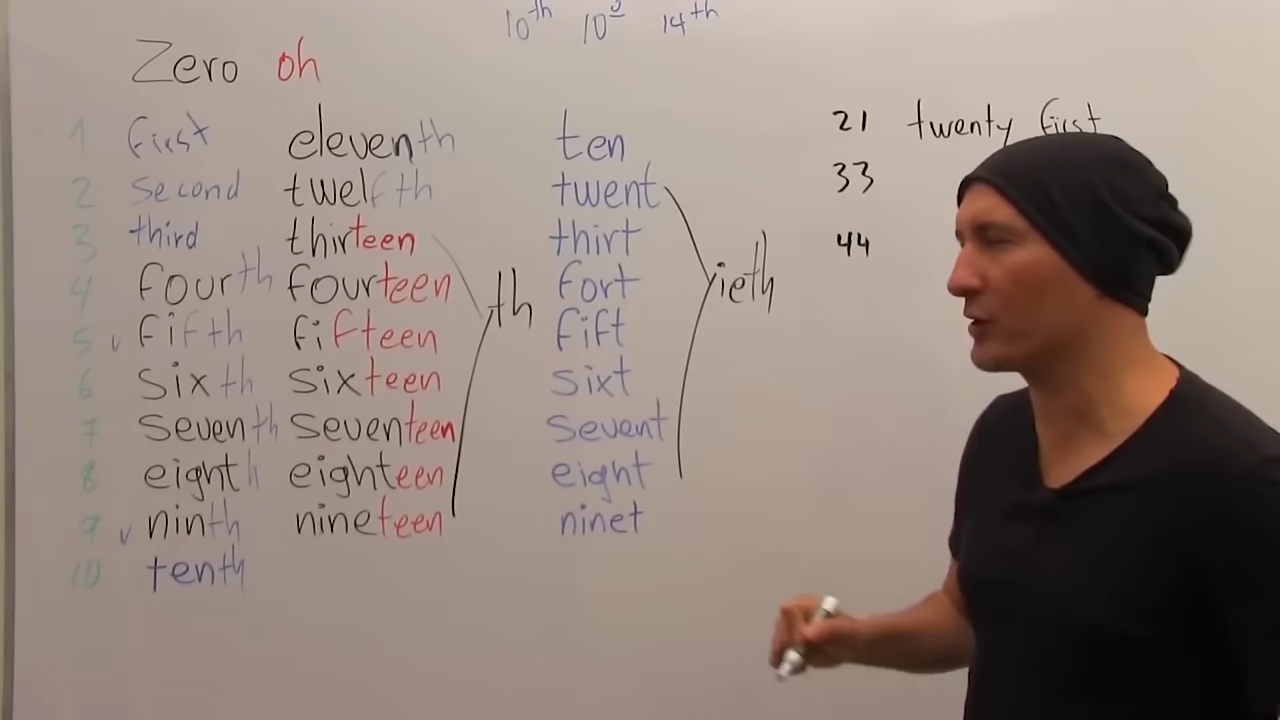 10th 10 14th
Zero oh
1 first eleventh ten 21 twenty first
2 second twelfth twent 33
3 third thirteen thirt 44
4 fourth fourteen th fort ieth
5 fifth fifteen fift
6 sixth sixteen sixt
7 seventh seventeen sevent
8 eighth eighteen eight
9 ninth nineteen ninet
10 tenth